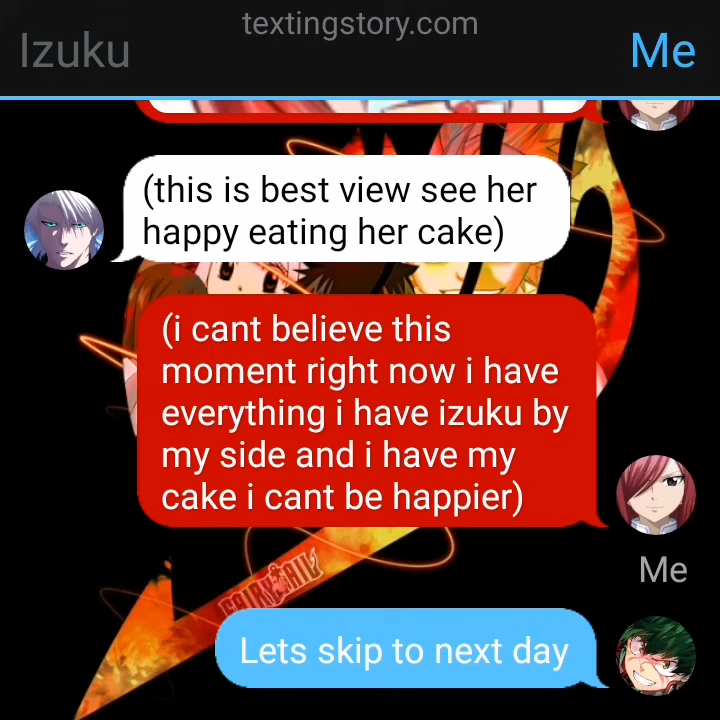 textingstory.com
Izuku
Me
(this is best view see her
happy eating her cake)
(i cant believe this
moment right now i have
everything i have izuku by
my side and i have my
cake i cant be happier)
Me
FAIRY TAIL
Lets skip to next day